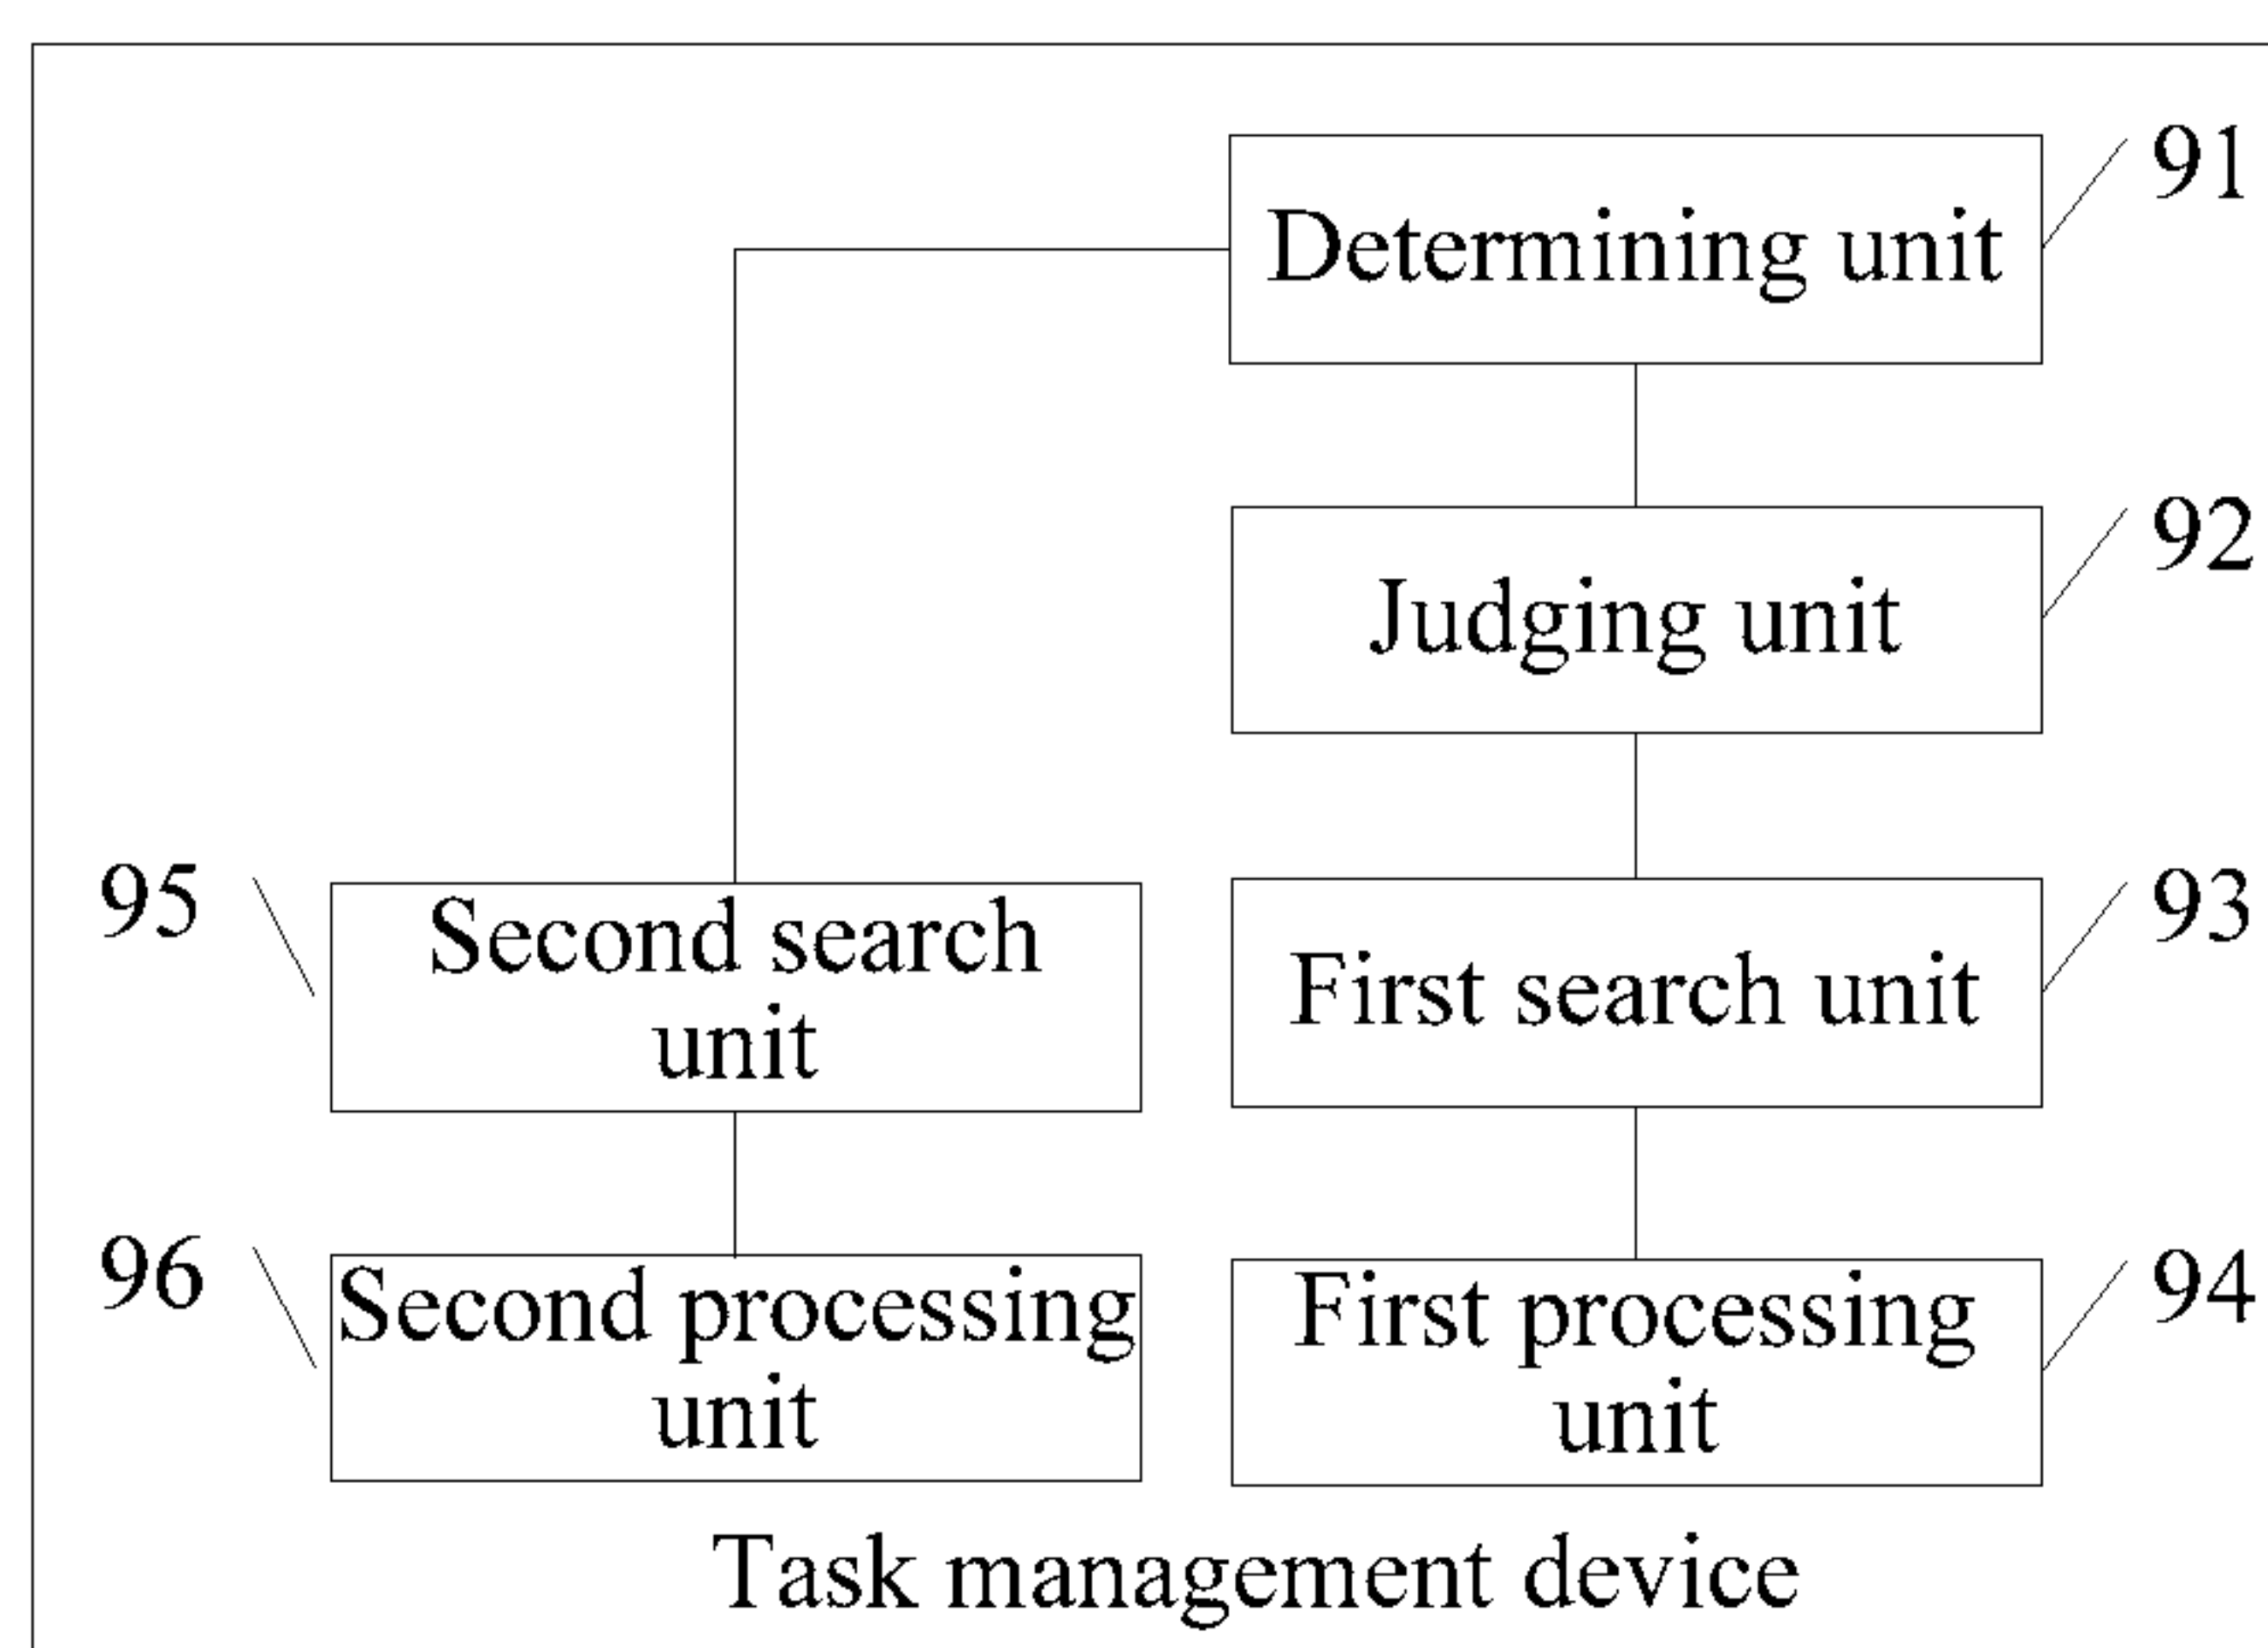 91
Determining unit
92
Judging unit
95
Second search
unit
93
First search unit
96
Second processing
unit
94
First processing
unit
Task management device